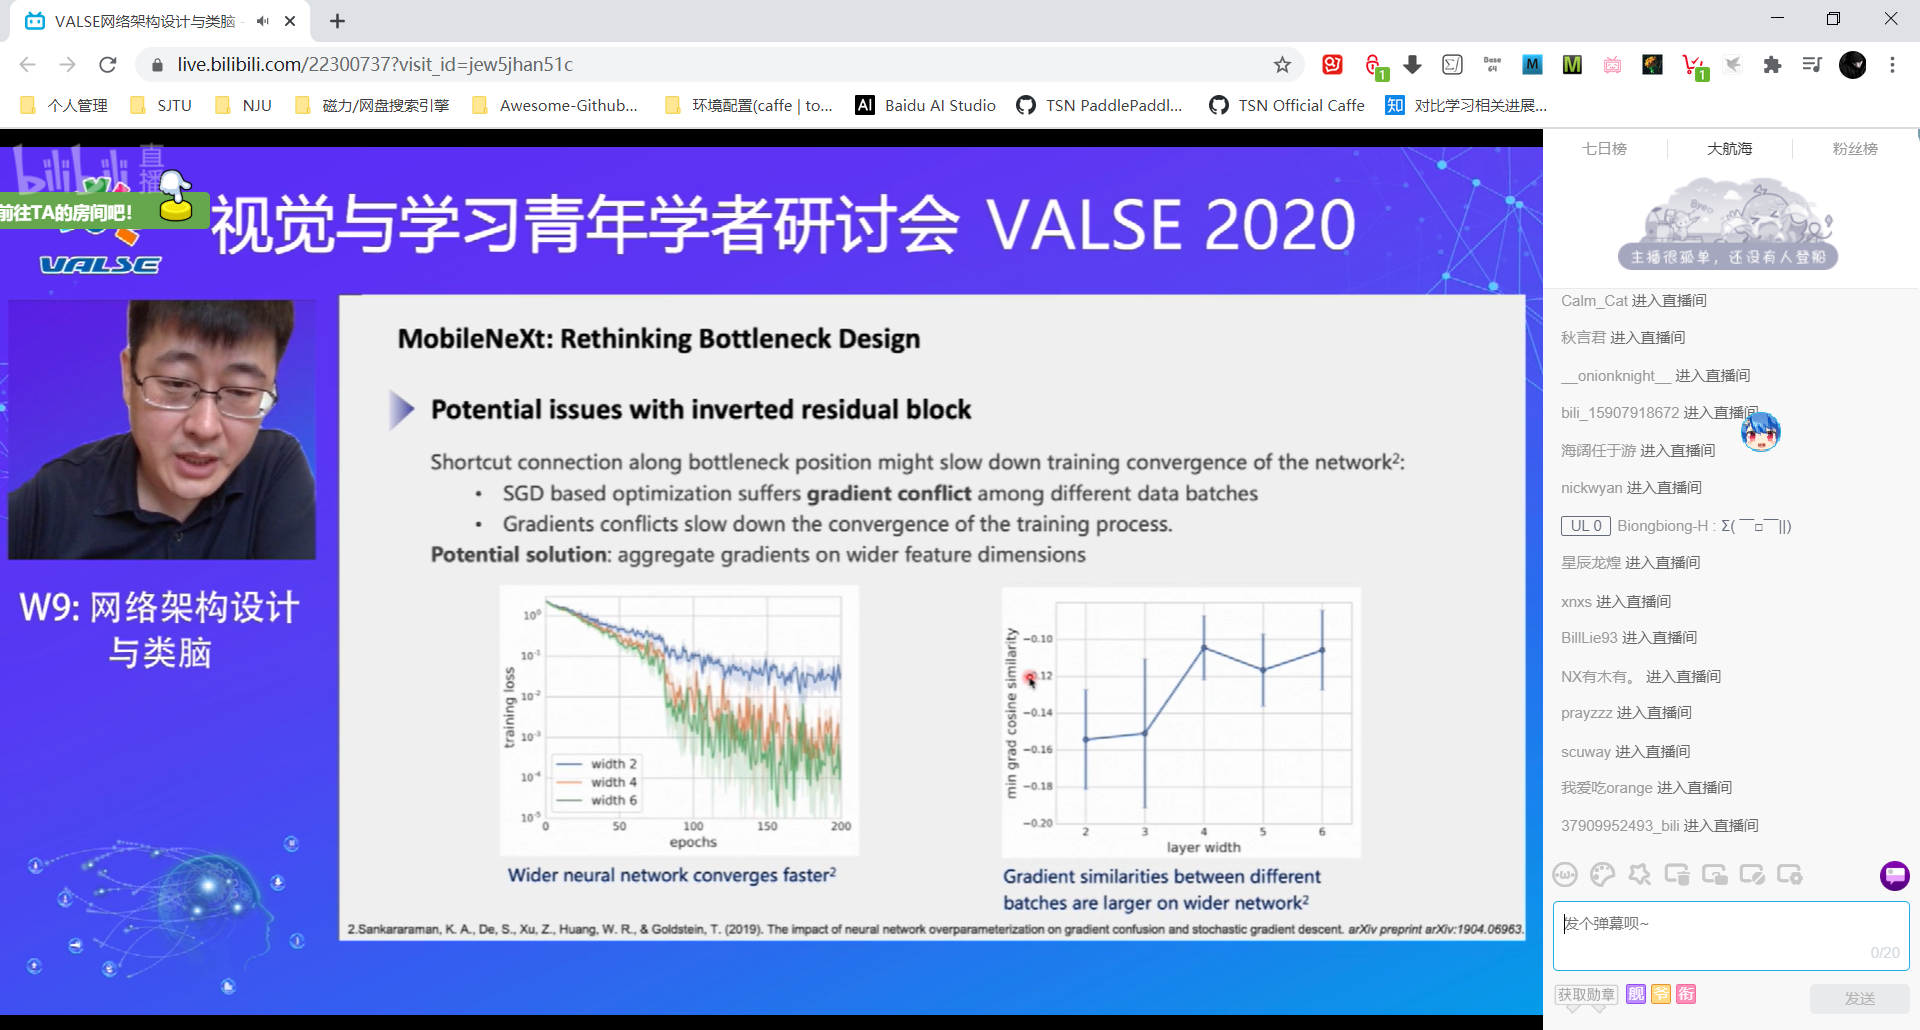 VALSE网络架构设计与类脑 -
live.bilibili.com/22300737?visit_id=jew5jhan51c
个人管理
SJTU
NJU
磁力/网盘搜索引擎
Awesome-Github...
环境配置(caffe | to...
AI Baidu AI Studio
TSN PaddlePaddl...
TSN Official Caffe
知 对比学习相关进展...
bilibili 直播
前往TA的房间吧!
VALSE
视觉与学习青年学者研讨会 VALSE 2020
W9: 网络架构设计
与类脑
MobileNeXt: Rethinking Bottleneck Design
Potential issues with inverted residual block
Shortcut connection along bottleneck position might slow down training convergence of the network²:
• SGD based optimization suffers gradient conflict among different data batches
• Gradients conflicts slow down the convergence of the training process.
Potential solution: aggregate gradients on wider feature dimensions
training loss
10⁰
10⁻¹
10⁻²
10⁻³
10⁻⁴
10⁻⁵
width 2
width 4
width 6
0 50 100 150 200
epochs
Wider neural network converges faster²
min grad cosine similarity
−0.10
12
−0.14
−0.16
−0.18
−0.20
2 3 4 5 6
layer width
Gradient similarities between different
batches are larger on wider network²
2.Sankararaman, K. A., De, S., Xu, Z., Huang, W. R., & Goldstein, T. (2019). The impact of neural network overparameterization on gradient confusion and stochastic gradient descent. arXiv preprint arXiv:1904.06963.
七日榜 大航海 粉丝榜
Byeo
主播很孤单，还没有人登船
Calm_Cat 进入直播间
秋言君 进入直播间
__onionknight__ 进入直播间
bili_15907918672 进入直播间
海阔任于游 进入直播间
nickwyan 进入直播间
UL 0 Biongbiong-H : Σ(￣□￣||)
星辰龙煌 进入直播间
xnxs 进入直播间
BillLie93 进入直播间
NX有木有。 进入直播间
prayzzz 进入直播间
scuway 进入直播间
我爱吃orange 进入直播间
37909952493_bili 进入直播间
发个弹幕呗~
0/20
获取勋章 舰 爷 衔
发送